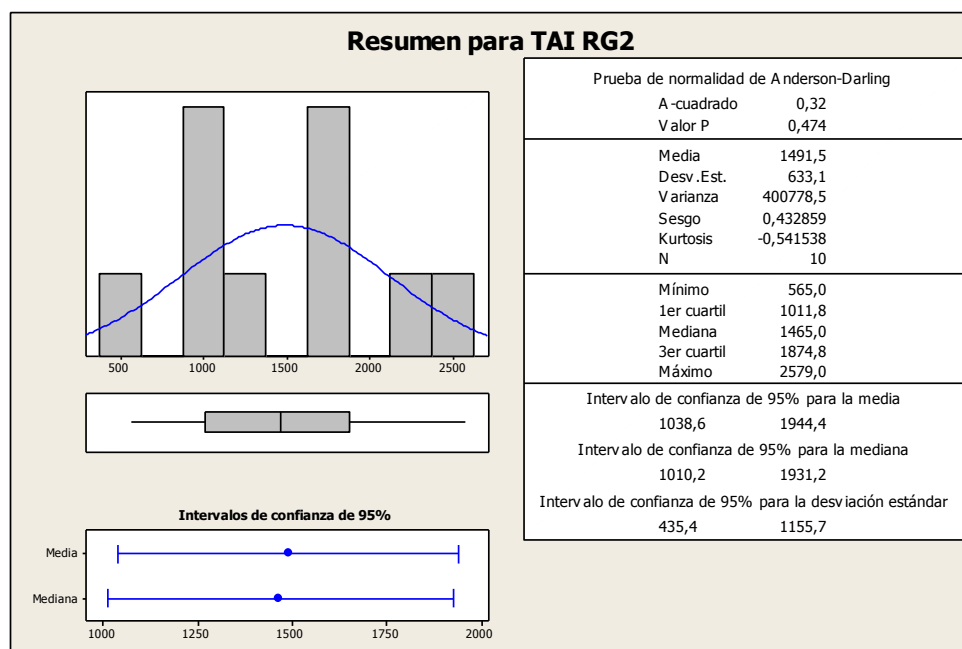 Resumen para TAI RG2
500 1000 1500 2000 2500
Intervalos de confianza de 95%
Media
Mediana
1000 1250 1500 1750 2000
Prueba de normalidad de Anderson-Darling
A-cuadrado 0,32
Valor P 0,474
Media 1491,5
Desv.Est. 633,1
Varianza 400778,5
Sesgo 0,432859
Kurtosis -0,541538
N 10
Mínimo 565,0
1er cuartil 1011,8
Mediana 1465,0
3er cuartil 1874,8
Máximo 2579,0
Intervalo de confianza de 95% para la media
1038,6 1944,4
Intervalo de confianza de 95% para la mediana
1010,2 1931,2
Intervalo de confianza de 95% para la desviación estándar
435,4 1155,7